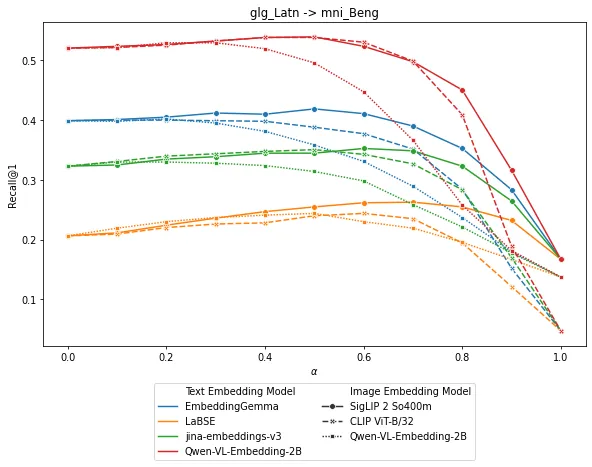 glg_Latn -> mni_Beng
Recall@1
0.5
0.4
0.3
0.2
0.1
0.0 0.2 0.4 0.6 0.8 1.0
α
Text Embedding Model Image Embedding Model
EmbeddingGemma SigLIP 2 So400m
LaBSE CLIP ViT-B/32
jina-embeddings-v3 Qwen-VL-Embedding-2B
Qwen-VL-Embedding-2B